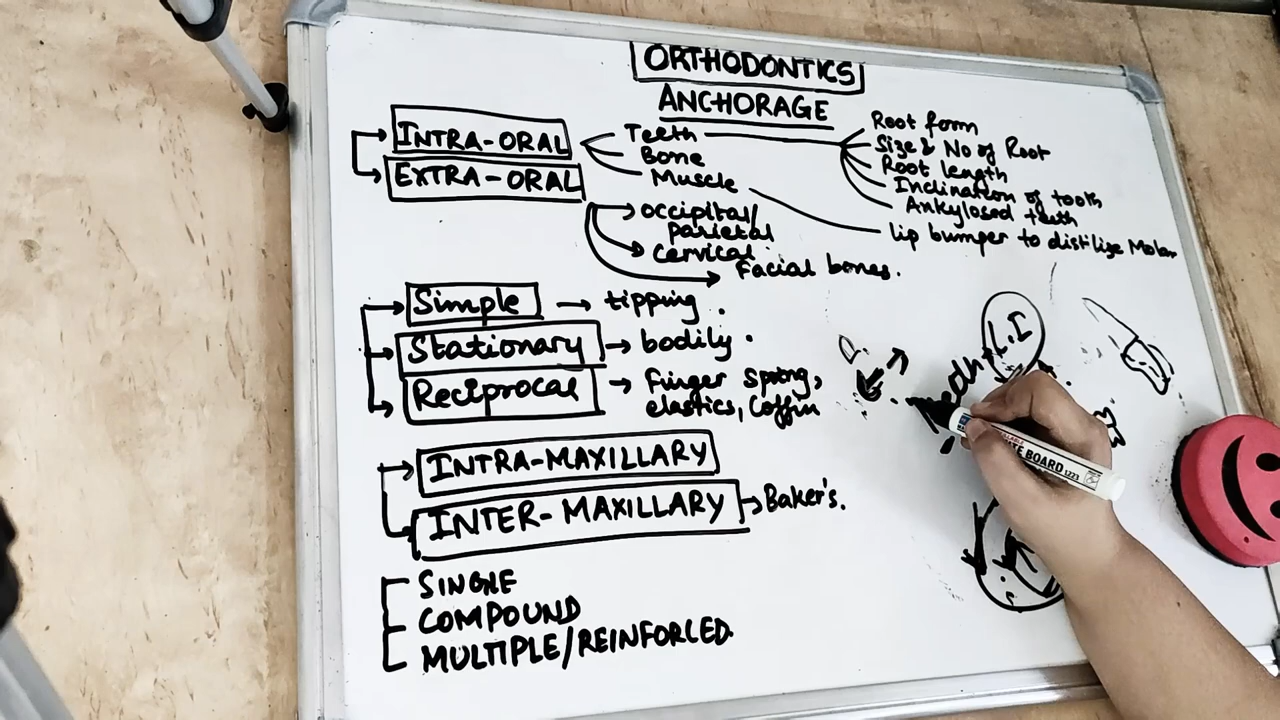 ORTHODONTICS
ANCHORAGE
INTRA-ORAL
EXTRA-ORAL
Teeth
Bone
Muscle
Root form
Size & No of Root
Root length
Inclination of tooth
Ankylosed teeth
lip bumper to distilize Molar
occipital/
parietal
cervical
Facial bones.
Simple → tipping.
Stationary → bodily.
Reciprocal → Finger Spring,
elastics, Coffin
INTRA-MAXILLARY
INTER-MAXILLARY → Baker's.
SINGLE
COMPOUND
MULTIPLE/REINFORCED.
L.I
BOARD